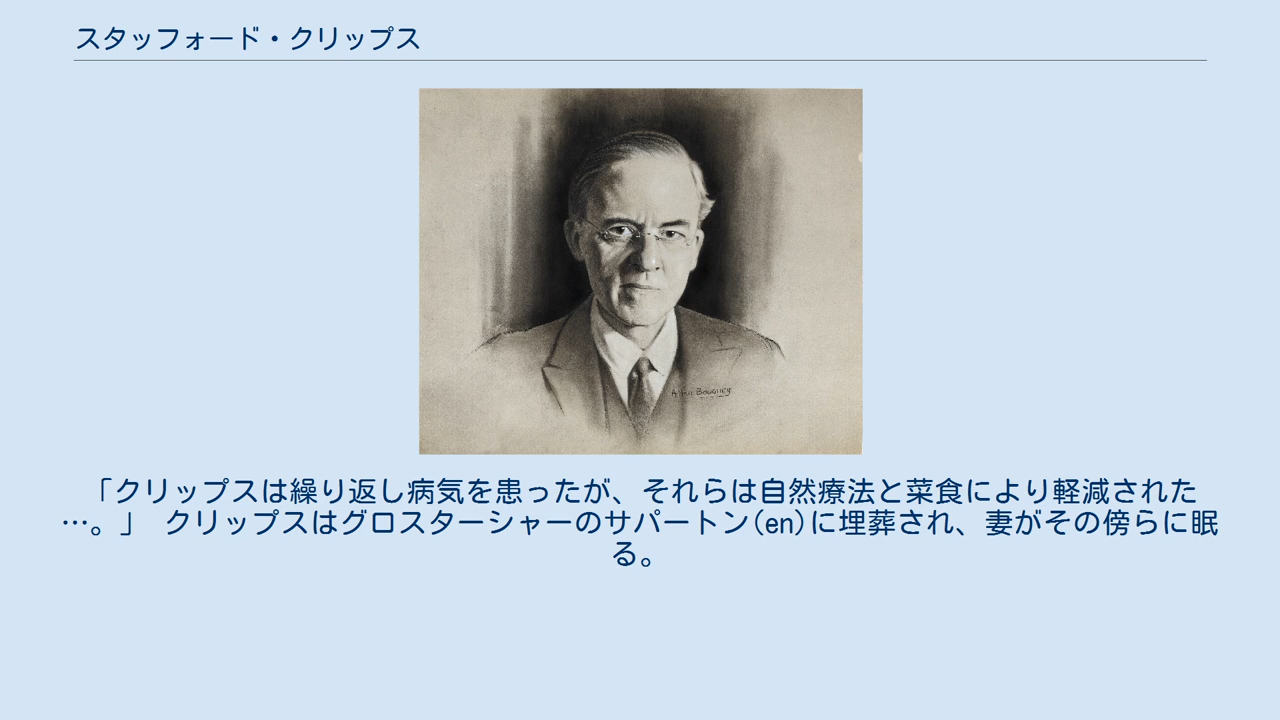 スタッフォード・クリップス
「クリップスは繰り返し病気を患ったが、それらは自然療法と菜食により軽減された
…。」 クリップスはグロスターシャーのサパートン(en)に埋葬され、妻がその傍らに眠
る。